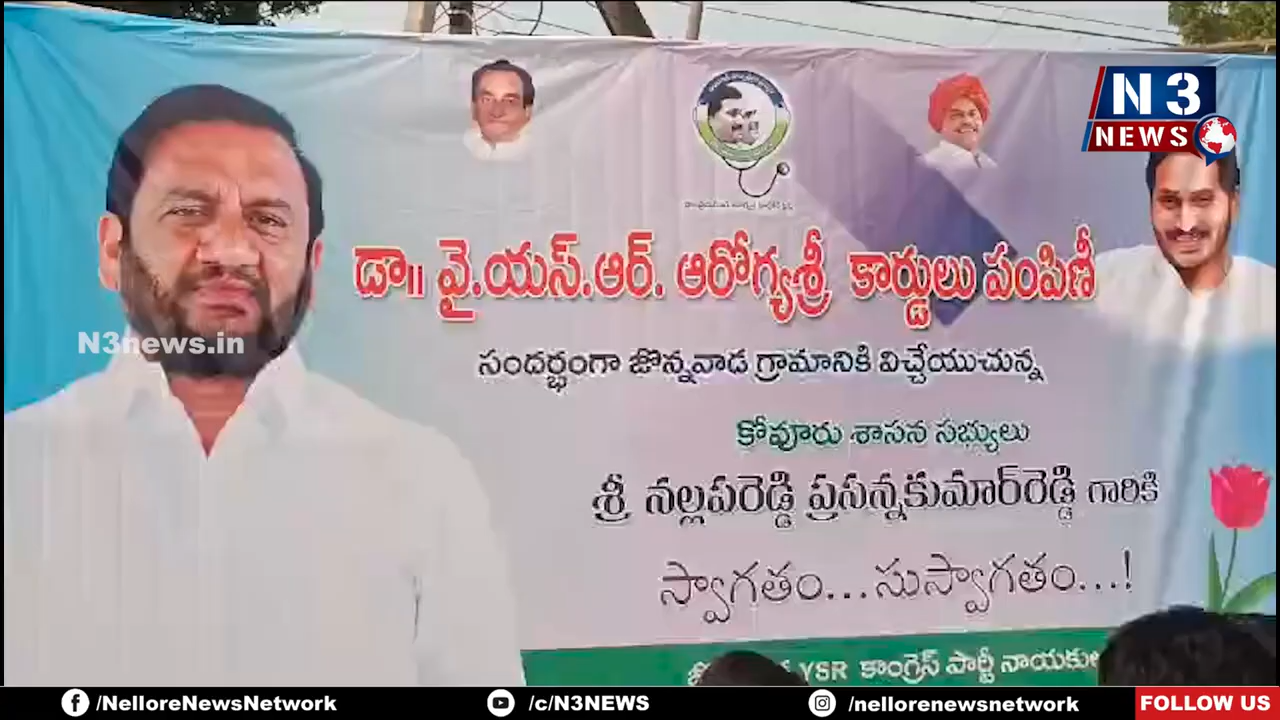 N3
NEWS
డా|| వై.యస్.ఆర్. ఆరోగ్యశ్రీ కార్డులు పంపిణీ
N3news.in
సందర్భంగా జొన్నవాడ గ్రామానికి విచ్చేయుచున్న
కోవూరు శాసన సభ్యులు
శ్రీ నల్లపరెడ్డి ప్రసన్నకుమార్‌రెడ్డి గారికి
స్వాగతం...సుస్వాగతం...!
YSR కాంగ్రెస్ పార్టీ
/NelloreNewsNetwork
/c/N3NEWS
/nellorenewsnetwork
FOLLOW US